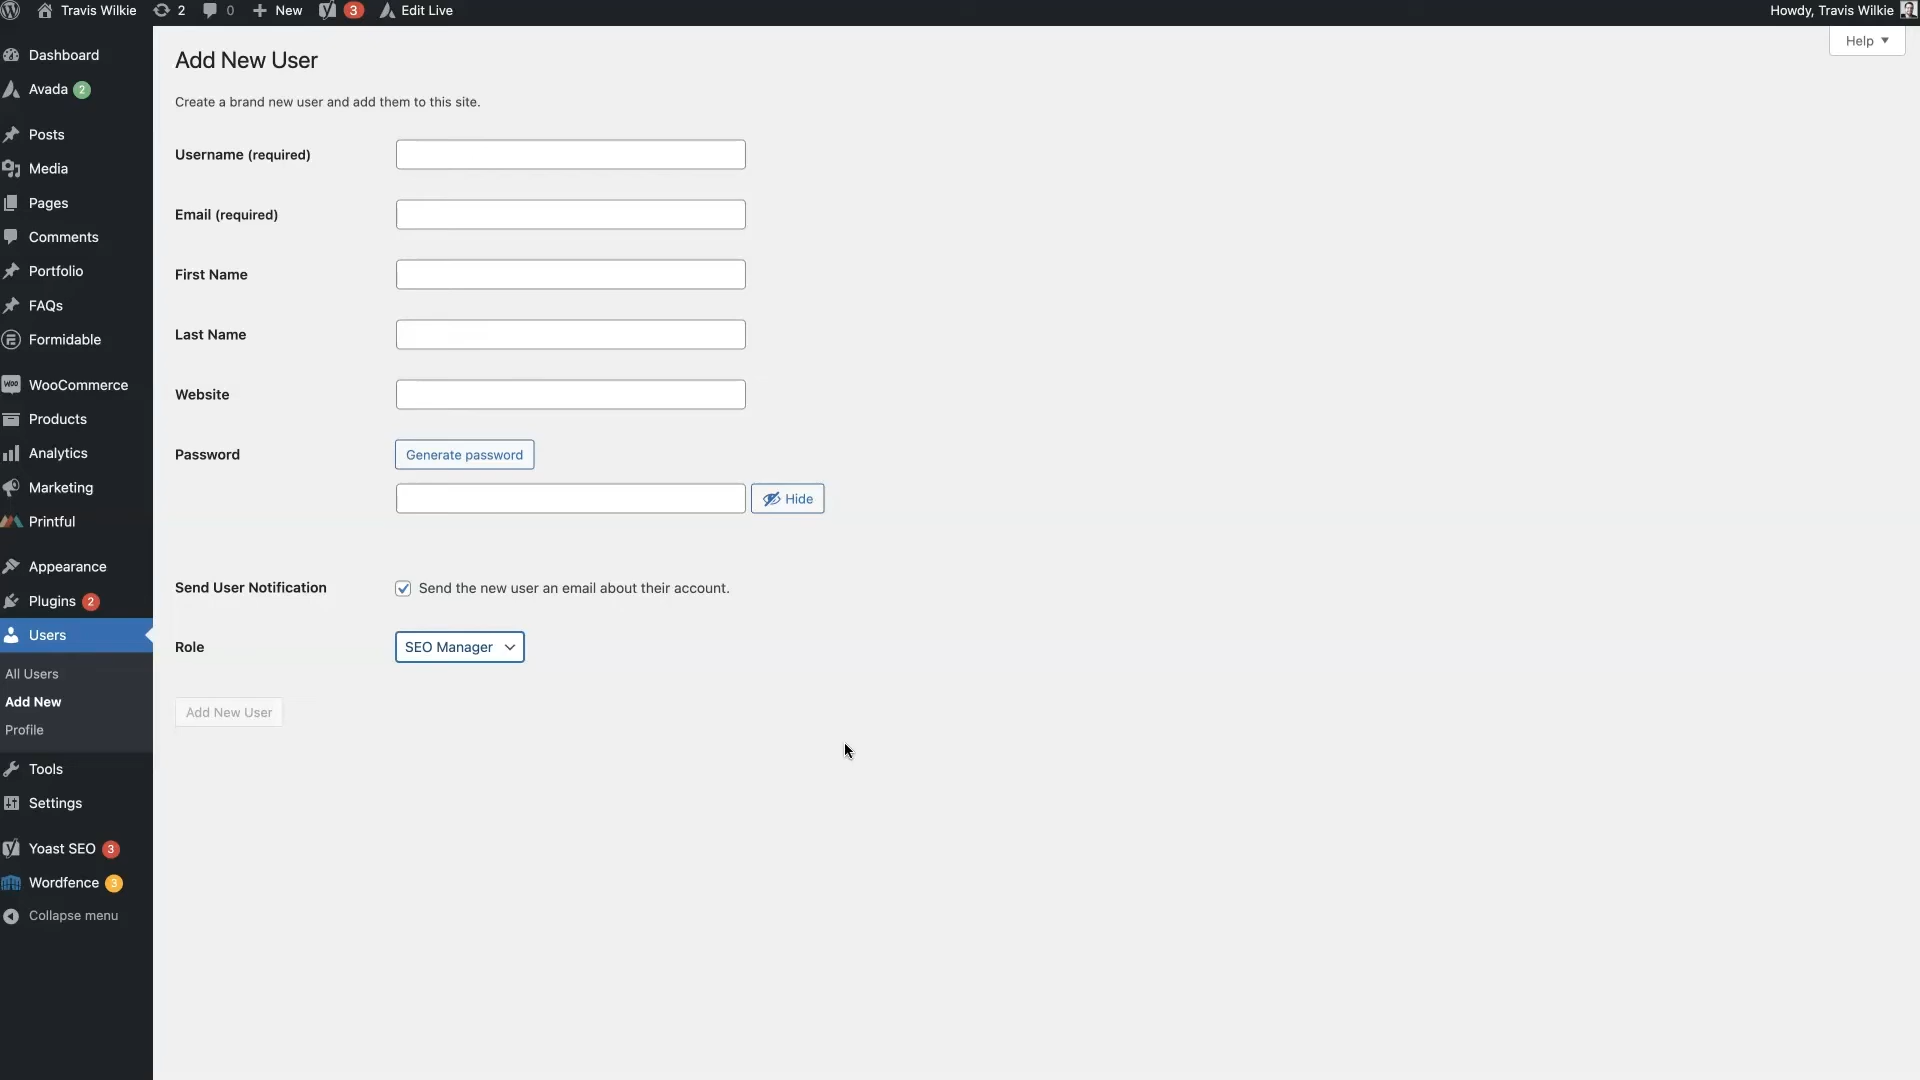 Travis Wilkie 2 0 New 3 Edit Live Howdy, Travis Wilkie
Help
Dashboard
Avada 2
Posts
Media
Pages
Comments
Portfolio
FAQs
Formidable
WooCommerce
Products
Analytics
Marketing
Printful
Appearance
Plugins 2
Users
All Users
Add New
Profile
Tools
Settings
Yoast SEO 3
Wordfence 3
Collapse menu
Add New User
Create a brand new user and add them to this site.
Username (required)
Email (required)
First Name
Last Name
Website
Password Generate password
Hide
Send User Notification Send the new user an email about their account.
Role SEO Manager
Add New User